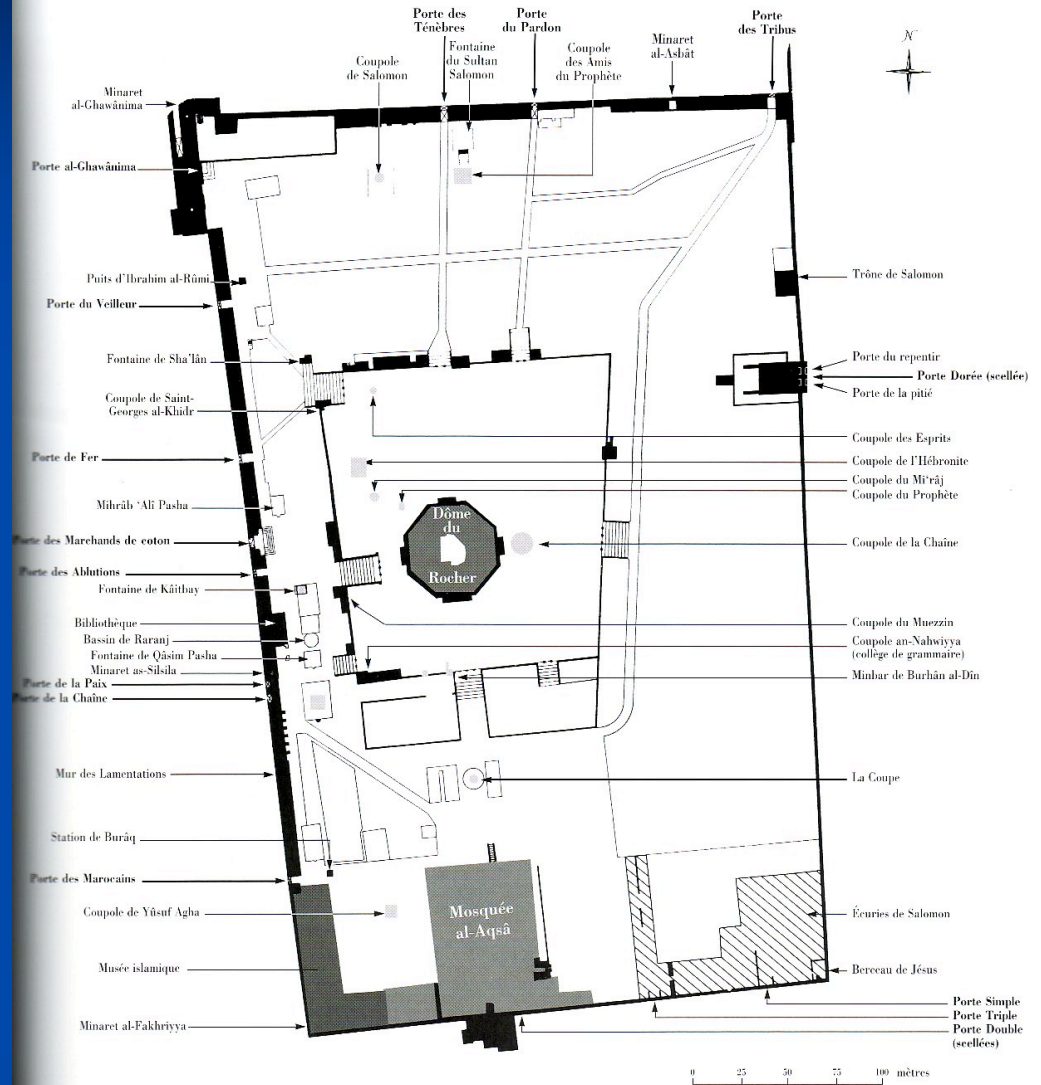 Porte des
Ténèbres
Porte
du Pardon
Porte
des Tribus
Fontaine
du Sultan
Salomon
Coupole
des Amis
du Prophète
Minaret
al-Asbât
Coupole
de Salomon
N
Minaret
al-Ghawânima
Porte al-Ghawânima
Puits d'Ibrahim al-Rûmi
Porte du Veilleur
Fontaine de Sha'lân
Coupole de Saint-
Georges al-Khidr
Porte de Fer
Mihrâb 'Alî Pasha
Porte des Marchands de coton
Porte des Ablutions
Fontaine de Kâitbay
Bibliothèque
Bassin de Raranj
Fontaine de Qâsim Pasha
Minaret as-Silsila
Porte de la Paix
Porte de la Chaîne
Mur des Lamentations
Station de Burâq
Porte des Marocains
Coupole de Yûsuf Agha
Musée islamique
Minaret al-Fakhriyya
Dôme
du
Rocher
Mosquée
al-Aqsâ
Trône de Salomon
Porte du repentir
Porte Dorée (scellée)
Porte de la pitié
Coupole des Esprits
Coupole de l'Hébronite
Coupole du Mi'râj
Coupole du Prophète
Coupole de la Chaîne
Coupole du Muezzin
Coupole an-Nahwiyya
(collège de grammaire)
Minbar de Burhân al-Dîn
La Coupe
Écuries de Salomon
Berceau de Jésus
Porte Simple
Porte Triple
Porte Double
(scellées)
0 25 50 75 100 mètres